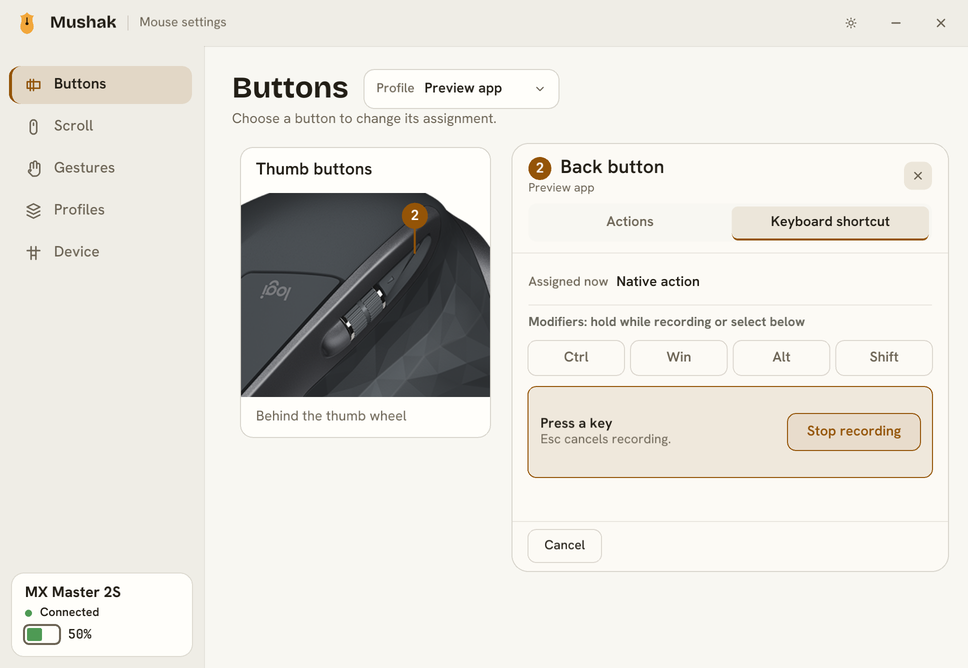 Mushak
Mouse settings
Buttons
Scroll
Gestures
Profiles
Device
MX Master 2S
Connected
50%
Buttons
Profile Preview app
Choose a button to change its assignment.
Thumb buttons
2
logi
Behind the thumb wheel
2 Back button
Preview app
Actions
Keyboard shortcut
Assigned now Native action
Modifiers: hold while recording or select below
Ctrl
Win
Alt
Shift
Press a key
Esc cancels recording.
Stop recording
Cancel